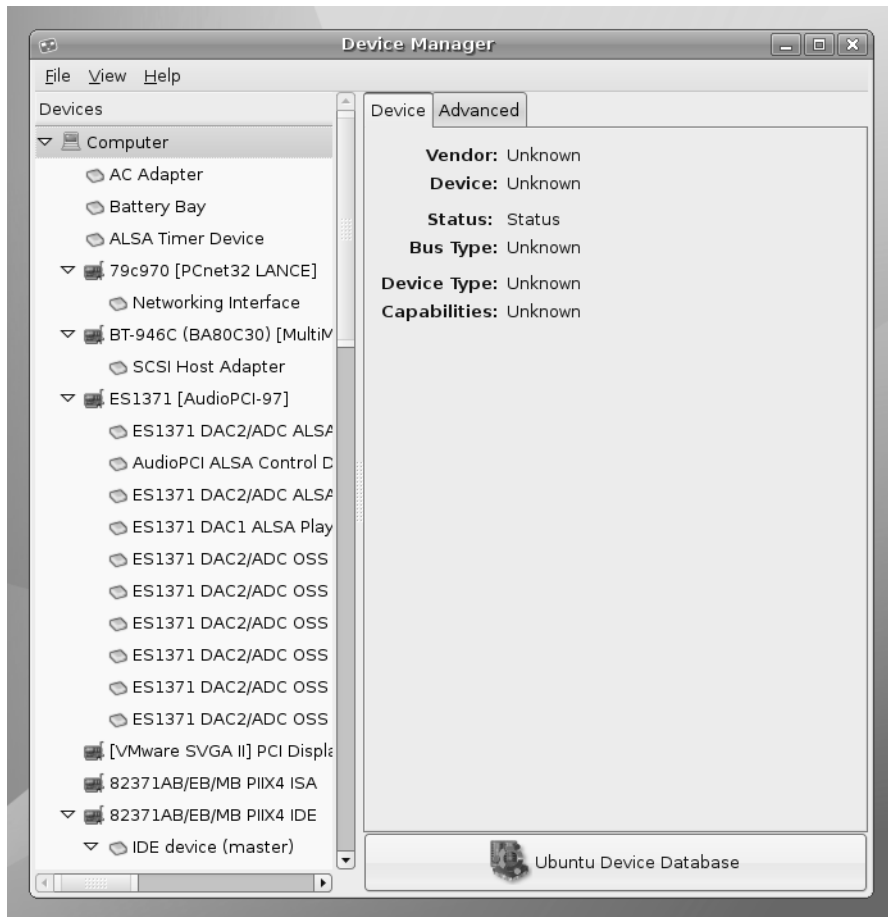 Device Manager
File View Help
Devices
Computer
AC Adapter
Battery Bay
ALSA Timer Device
79c970 [PCnet32 LANCE]
Networking Interface
BT-946C (BA80C30) [MultiM
SCSI Host Adapter
ES1371 [AudioPCI-97]
ES1371 DAC2/ADC ALSA
AudioPCI ALSA Control D
ES1371 DAC2/ADC ALSA
ES1371 DAC1 ALSA Play
ES1371 DAC2/ADC OSS
ES1371 DAC2/ADC OSS
ES1371 DAC2/ADC OSS
ES1371 DAC2/ADC OSS
ES1371 DAC2/ADC OSS
ES1371 DAC2/ADC OSS
[VMware SVGA II] PCI Displa
82371AB/EB/MB PIIX4 ISA
82371AB/EB/MB PIIX4 IDE
IDE device (master)
Device Advanced
Vendor: Unknown
Device: Unknown
Status: Status
Bus Type: Unknown
Device Type: Unknown
Capabilities: Unknown
Ubuntu Device Database